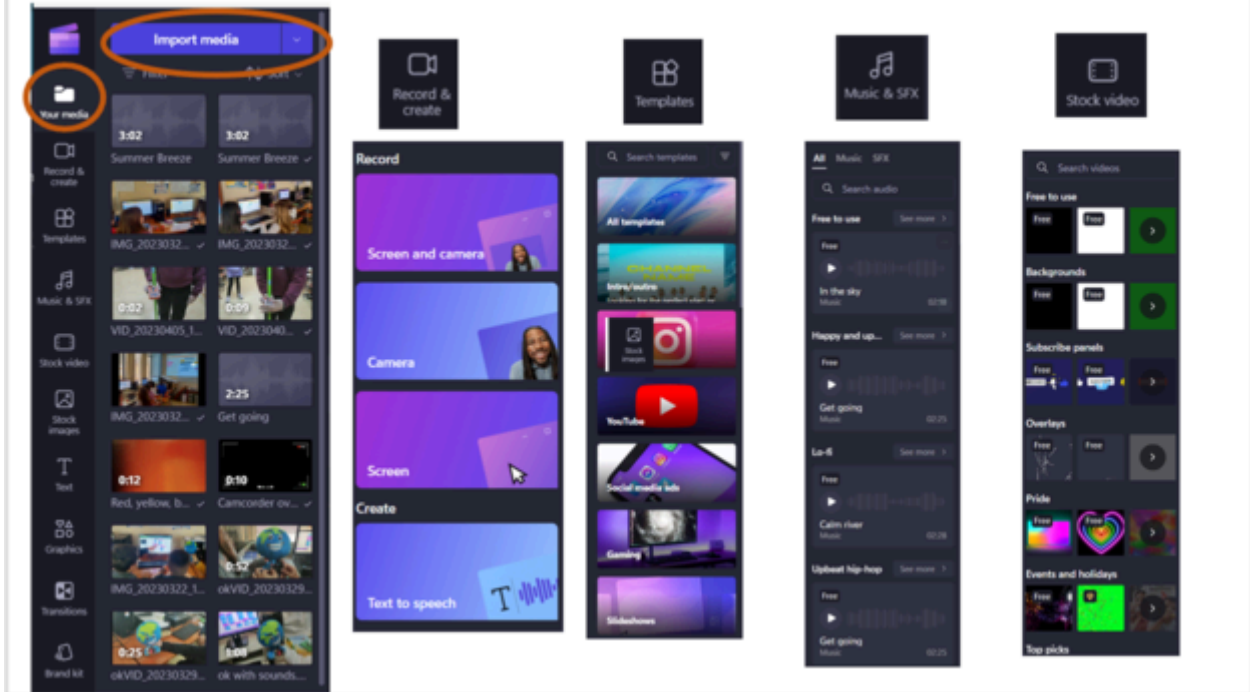 Import media
Filter
Sort
Your media
Record &
create
Templates
Music & SFX
Stock video
Stock
images
Text
Graphics
Transitions
Brand kit
3:02
3:02
Summer Breeze
Summer Breeze
IMG_2023032...
IMG_2023032...
0:02
0:09
VID_20230405_1...
VID_2023040...
2:25
IMG_2023032...
Get going
0:12
0:10
Red, yellow, b...
Camcorder ov...
0:52
IMG_20230322_1...
okVID_20230329...
0:25
1:08
okVID_20230329...
ok with sounds....
Record &
create
Record
Screen and camera
Camera
Screen
Create
Text to speech
T
Templates
Search templates
All templates
CHANNEL
NAME
Intro/outro
Stock
images
YouTube
Social media ads
Gaming
Slideshows
Music & SFX
All Music SFX
Search audio
Free to use See more >
Free
In the sky
Music 02:18
Happy and up... See more >
Free
Get going
Music 02:25
Lo-fi See more >
Free
Calm river
Music 02:28
Upbeat hip-hop See more >
Free
Get going
Music 02:25
Stock video
Search videos
Free to use
Free Free
Backgrounds
Free Free
Subscribe panels
Free Free
Overlays
Free Free
Pride
Free Free
Events and holidays
Free
Top picks